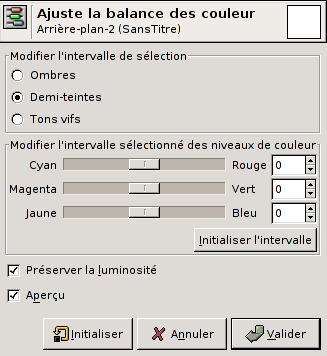 Ajuste la balance des couleur
Arrière-plan-2 (SansTitre)
Modifier l'intervalle de sélection
Ombres
Demi-teintes
Tons vifs
Modifier l'intervalle sélectionné des niveaux de couleur
Cyan Rouge 0
Magenta Vert 0
Jaune Bleu 0
Initialiser l'intervalle
Préserver la luminosité
Aperçu
Initialiser Annuler Valider